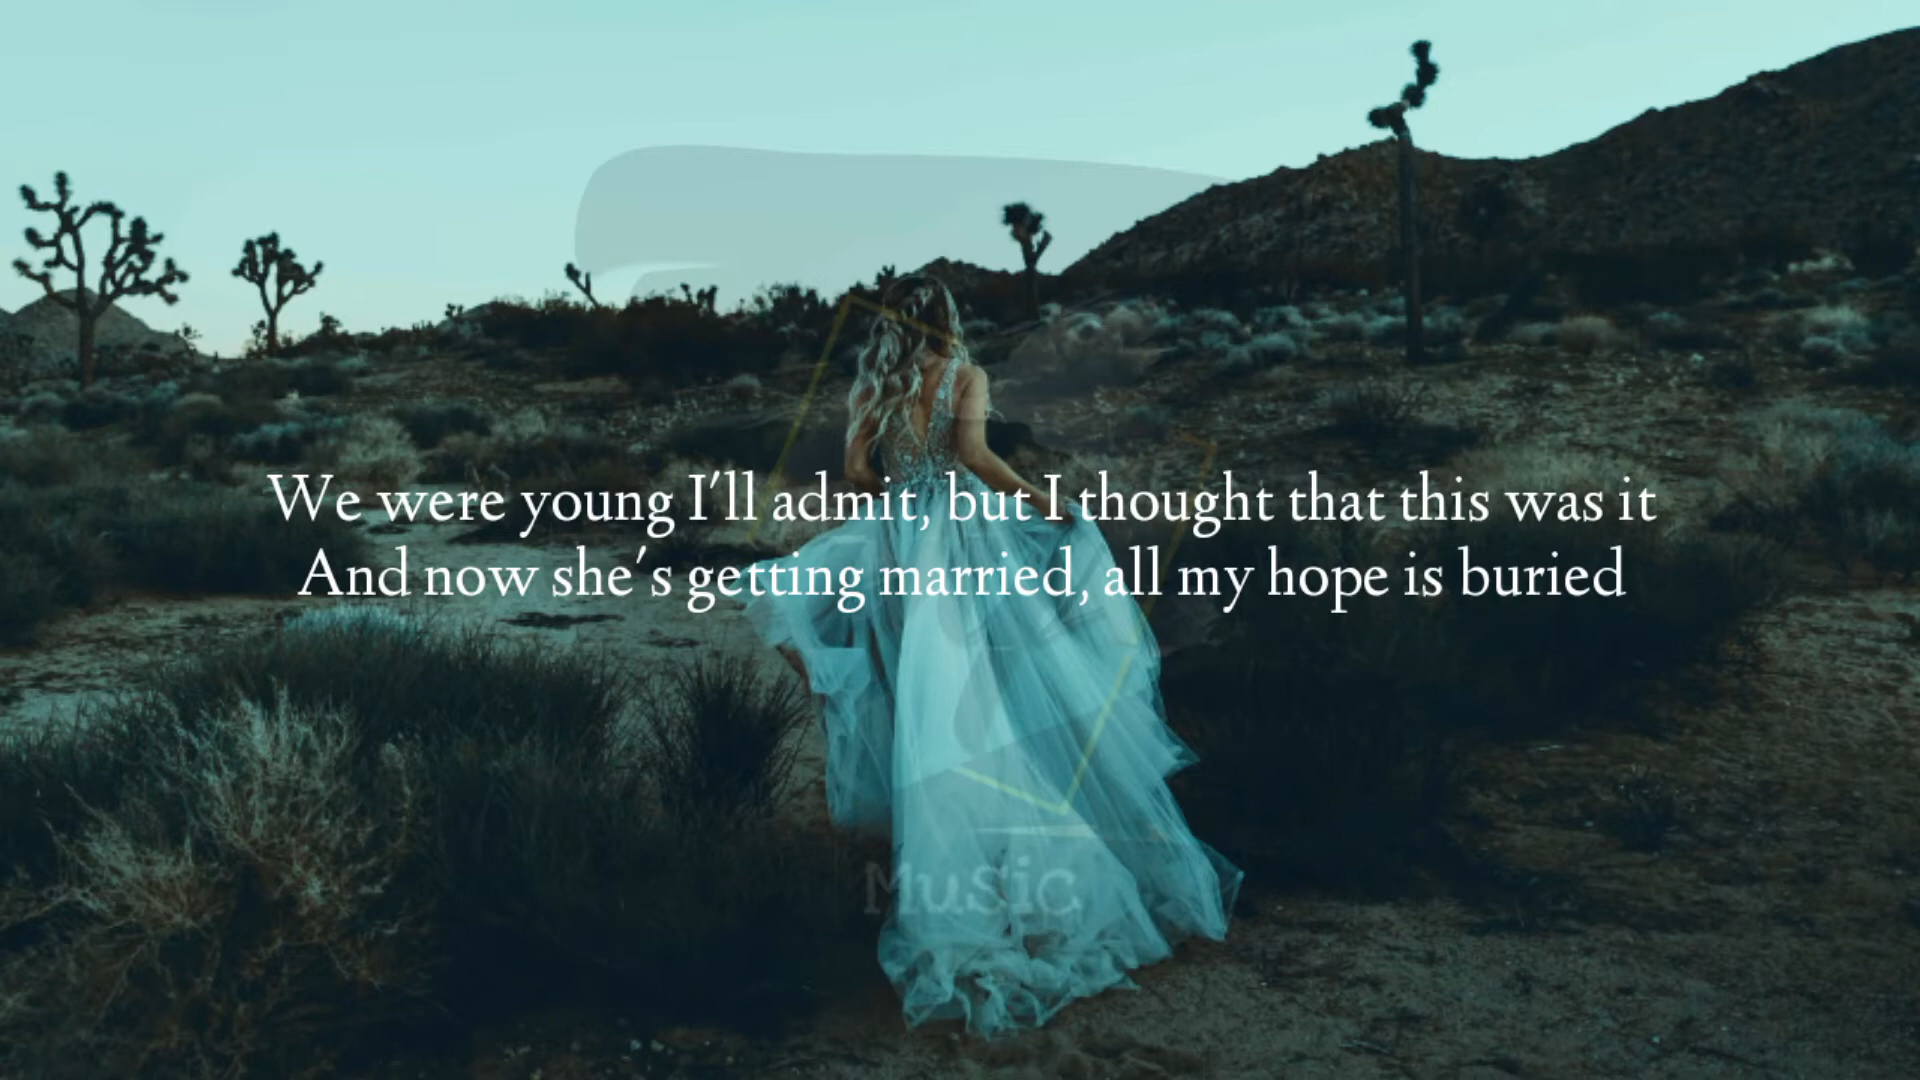 We were young I'll admit, but I thought that this was it
And now she's getting married, all my hope is buried
Music